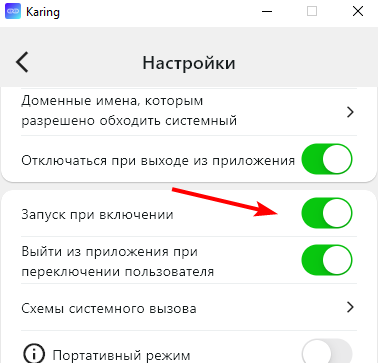 Karing
Настройки
Доменные имена, которым
разрешено обходить системный
Отключаться при выходе из приложения
Запуск при включении
Выйти из приложения при
переключении пользователя
Схемы системного вызова
Портативный режим